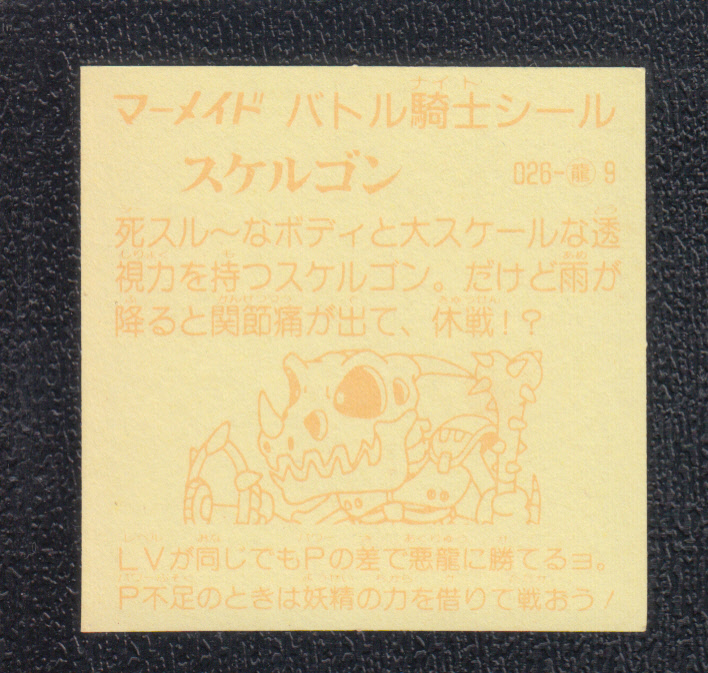 マーメイド バトル騎士シール
スケルゴン 026-龍9
死スル〜なボディと大スケールな透
視力を持つスケルゴン。だけど雨が
降ると関節痛が出て、休戦!?
LVが同じでもPの差で悪龍に勝てるョ。
P不足のときは妖精の力を借りて戦おう!